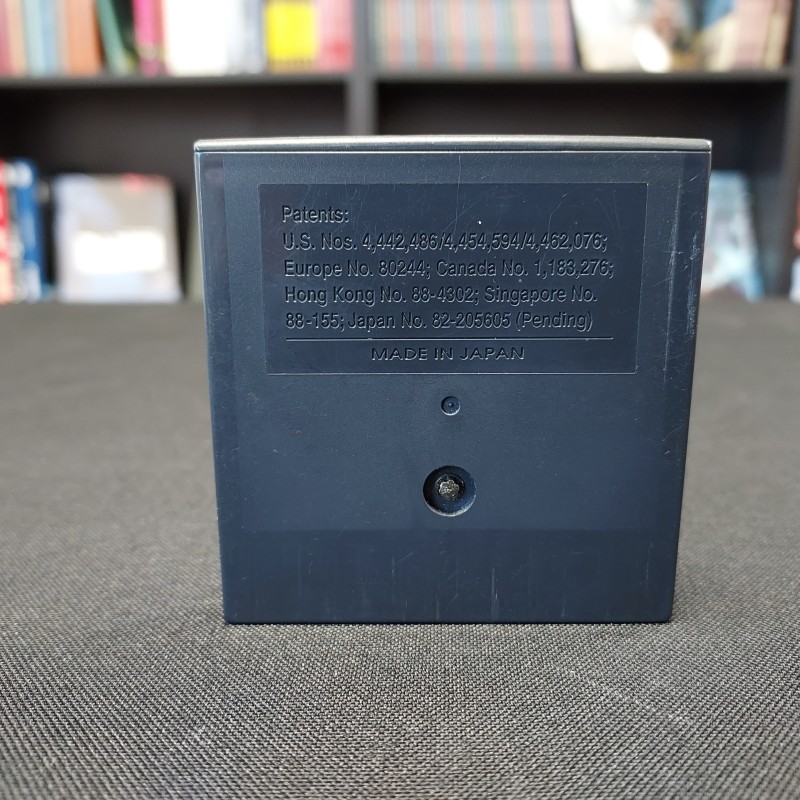 Patents:
U.S. Nos. 4,442,486/4,454,594/4,462,076;
Europe No. 80244; Canada No. 1,183,276;
Hong Kong No. 88-4302; Singapore No.
88-155; Japan No. 82-205605 (Pending)
MADE IN JAPAN